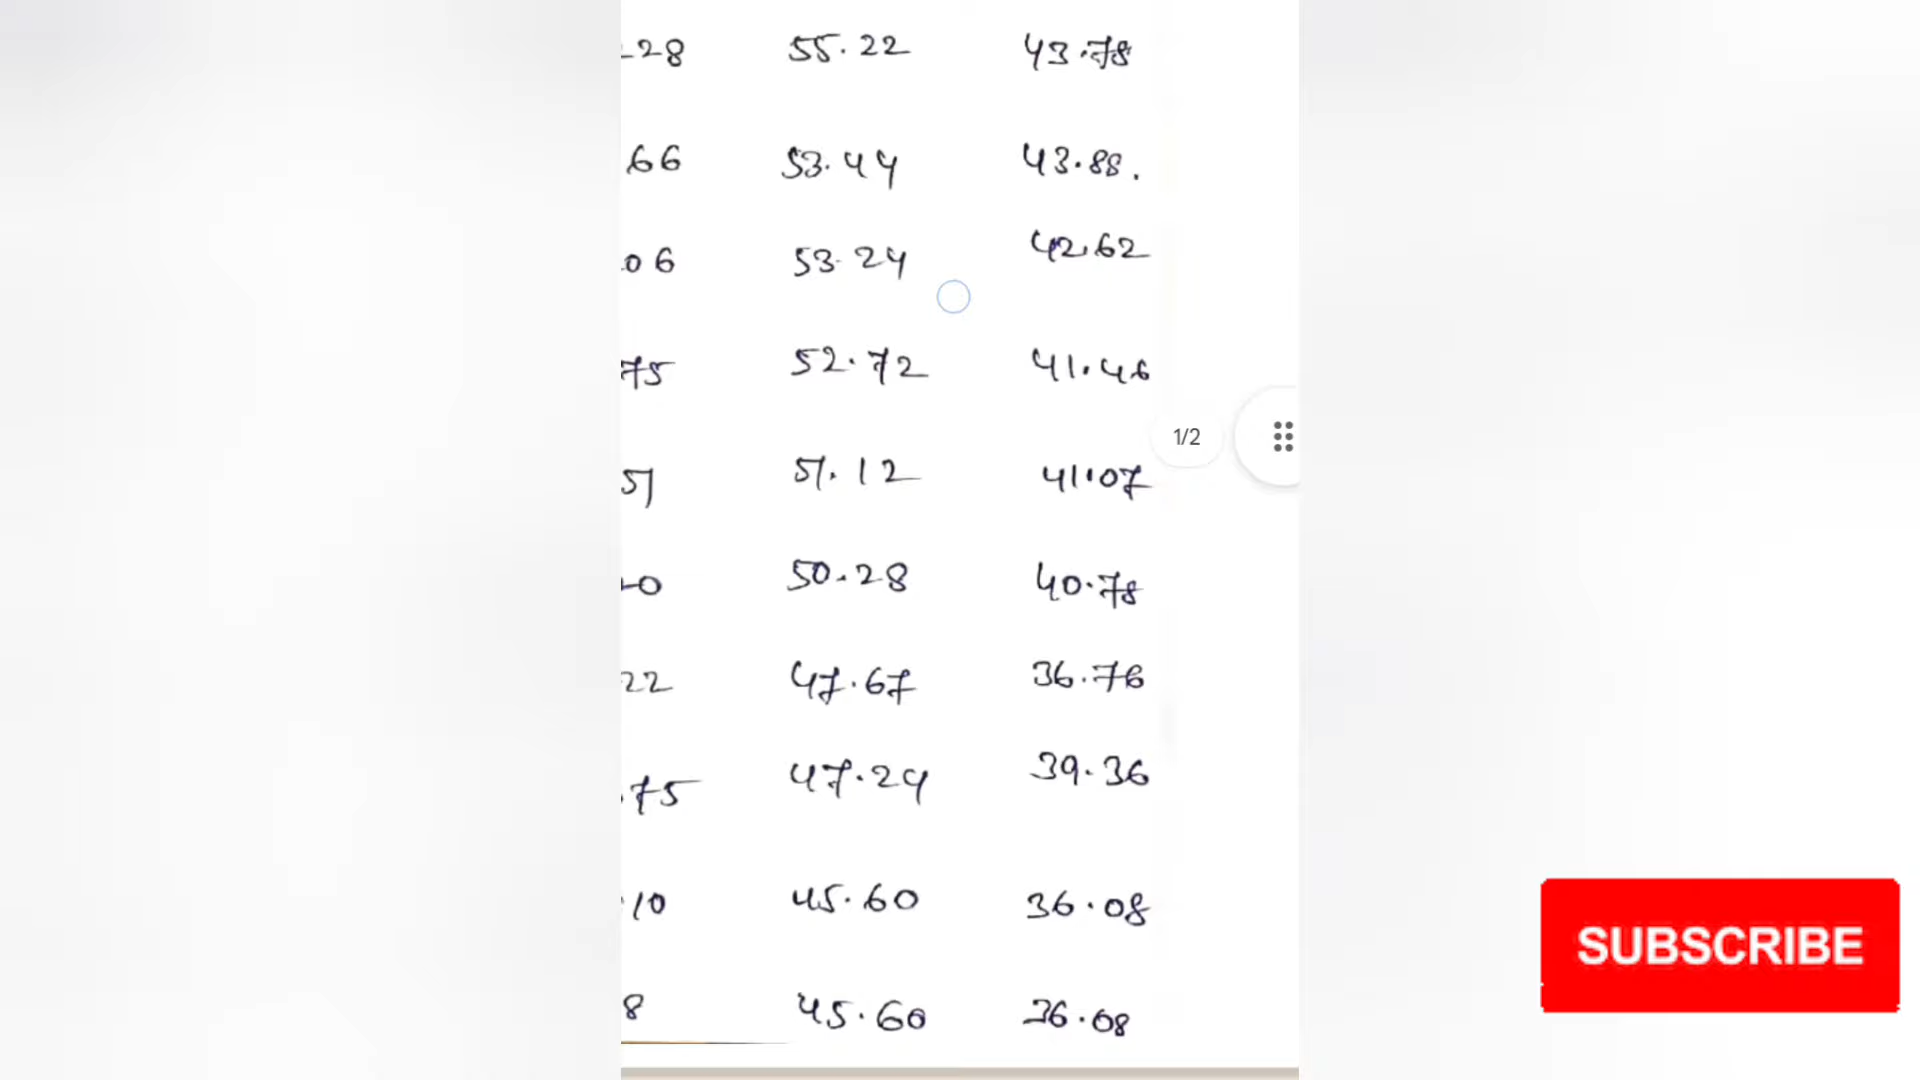 28 55.22 43.78
66 53.44 43.88.
06 53.24 42.62
75 52.72 41.46
1/2
51 51.12 41.07
0 50.28 40.78
22 47.67 36.76
.75 47.24 39.36
10 45.60 36.08
8 45.60 36.08
SUBSCRIBE